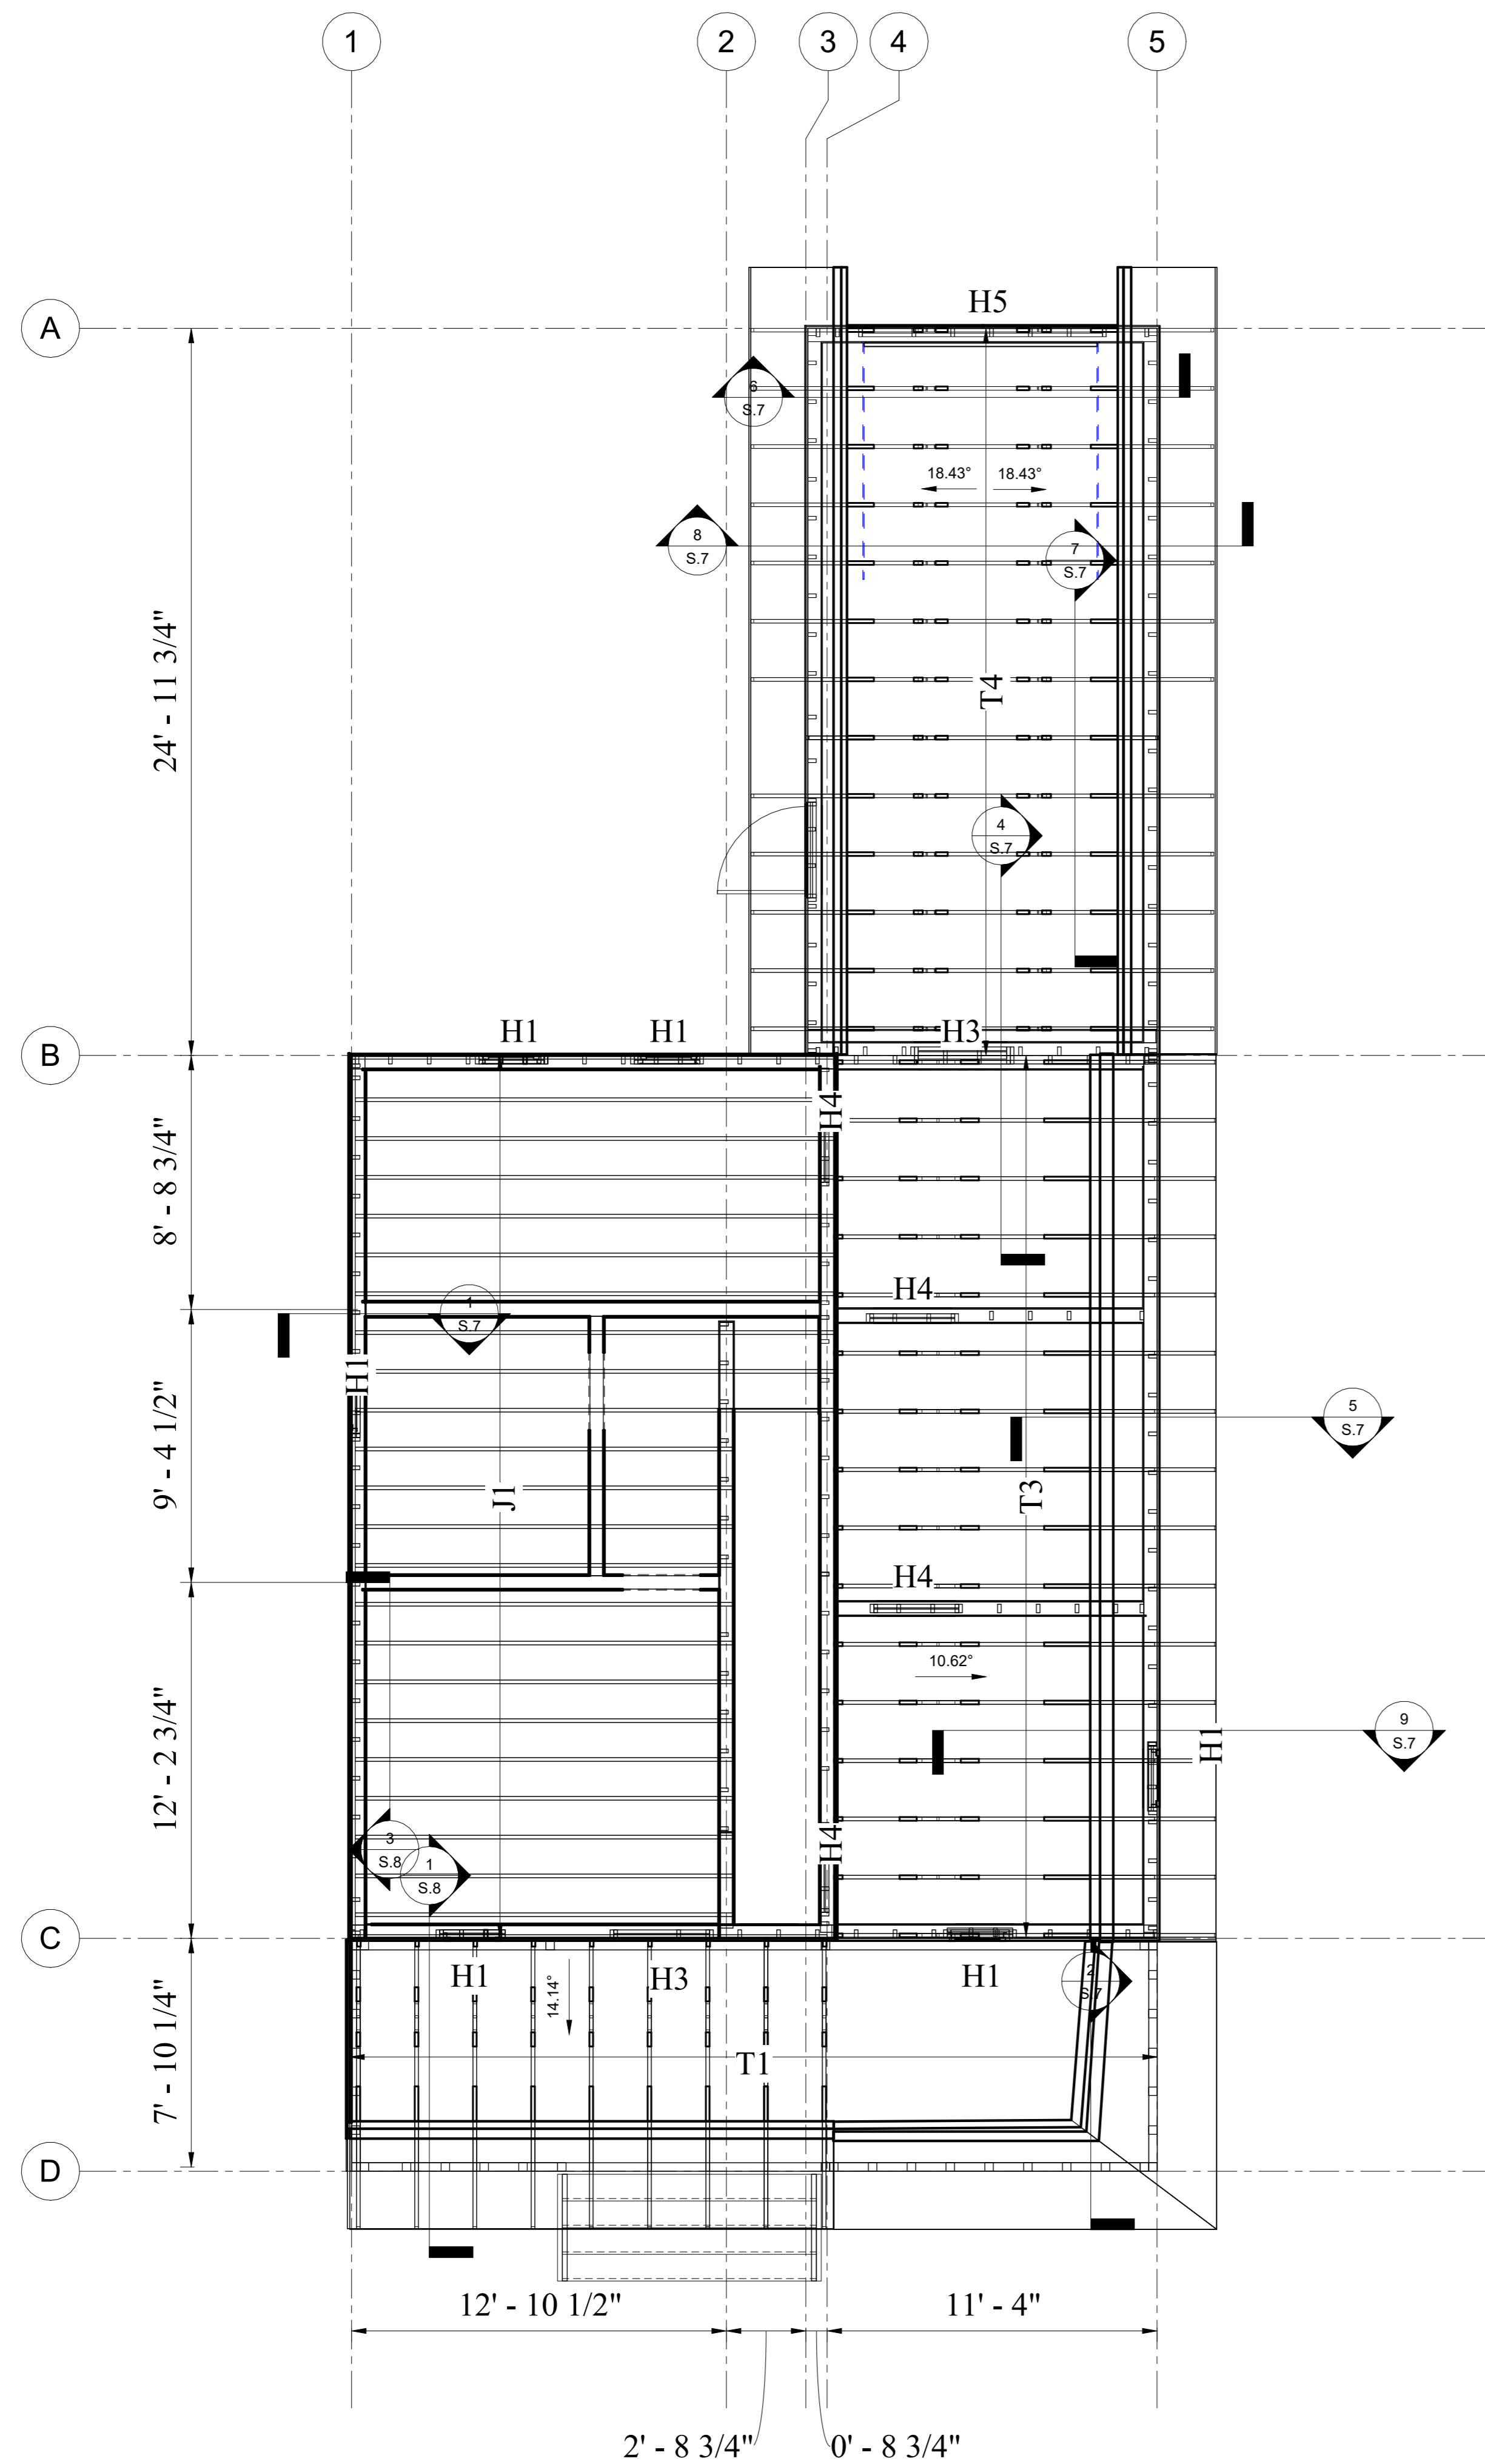 1 2 3 4 5
A
H5
6
S.7
18.43° 18.43°
8
S.7
7
S.7
24' - 11 3/4"
T4
4
S.7
B
H1 H1 H3
H4
8' - 8 3/4"
H4
1
S.7
H1
5
S.7
9' - 4 1/2"
J1
T3
H4
10.62°
9
S.7
H1
12' - 2 3/4"
3
S.8
1
S.8
H4
C
H1 H3 H1
2
S.7
14.14°
T1
7' - 10 1/4"
D
12' - 10 1/2" 11' - 4"
2' - 8 3/4" 0' - 8 3/4"